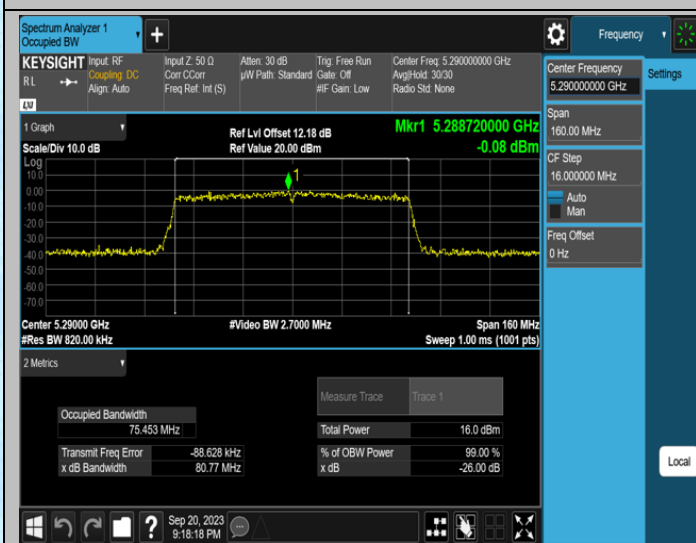 Spectrum Analyzer 1
Occupied BW
+
Frequency
KEYSIGHT
RL
Input: RF
Coupling: DC
Align: Auto
Input Z: 50 Ω
Corr CCorr
Freq Ref: Int (S)
Atten: 30 dB
µW Path: Standard
Trig: Free Run
Gate: Off
#IF Gain: Low
Center Freq: 5.290000000 GHz
Avg|Hold: 30/30
Radio Std: None
Center Frequency
5.290000000 GHz
Settings
Span
160.00 MHz
CF Step
16.000000 MHz
Auto
Man
Freq Offset
0 Hz
1 Graph
Scale/Div 10.0 dB
Ref Lvl Offset 12.18 dB
Ref Value 20.00 dBm
Mkr1 5.288720000 GHz
-0.08 dBm
Log
10.0
0.00
-10.0
-20.0
-30.0
-40.0
-50.0
-60.0
-70.0
1
Center 5.29000 GHz
#Res BW 820.00 kHz
#Video BW 2.7000 MHz
Span 160 MHz
Sweep 1.00 ms (1001 pts)
2 Metrics
Measure Trace
Trace 1
Occupied Bandwidth
75.453 MHz
Total Power
16.0 dBm
Transmit Freq Error
-88.628 kHz
% of OBW Power
99.00 %
x dB Bandwidth
80.77 MHz
x dB
-26.00 dB
Local
?
Sep 20, 2023
9:18:18 PM